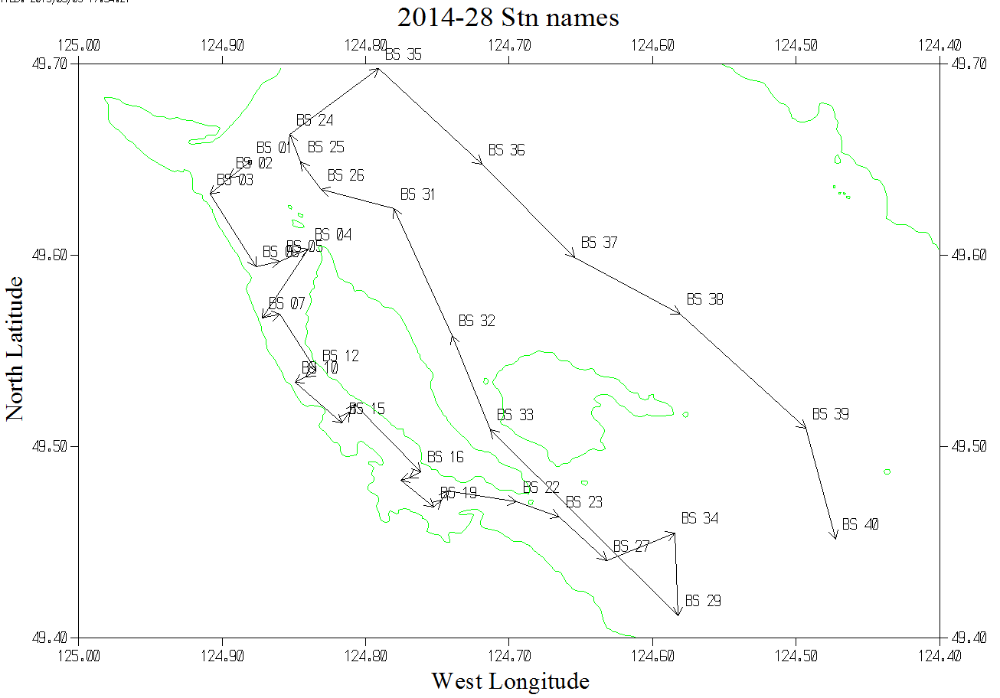 2014-28 Stn names
125.00 124.90 124.80 124.70 124.60 124.50 124.40
49.70 49.70
BS 35
BS 24
BS 01 BS 25 BS 36
BS 02
BS 03 BS 26
BS 31
BS 04
BS 05 BS 37
49.60 49.60
BS 07 BS 38
BS 32
BS 12
BS 10
BS 15 BS 33 BS 39
49.50 49.50
BS 16
BS 19 BS 22
BS 23
BS 34 BS 40
BS 27
BS 29
49.40 49.40
125.00 124.90 124.80 124.70 124.60 124.50 124.40
West Longitude
North Latitude